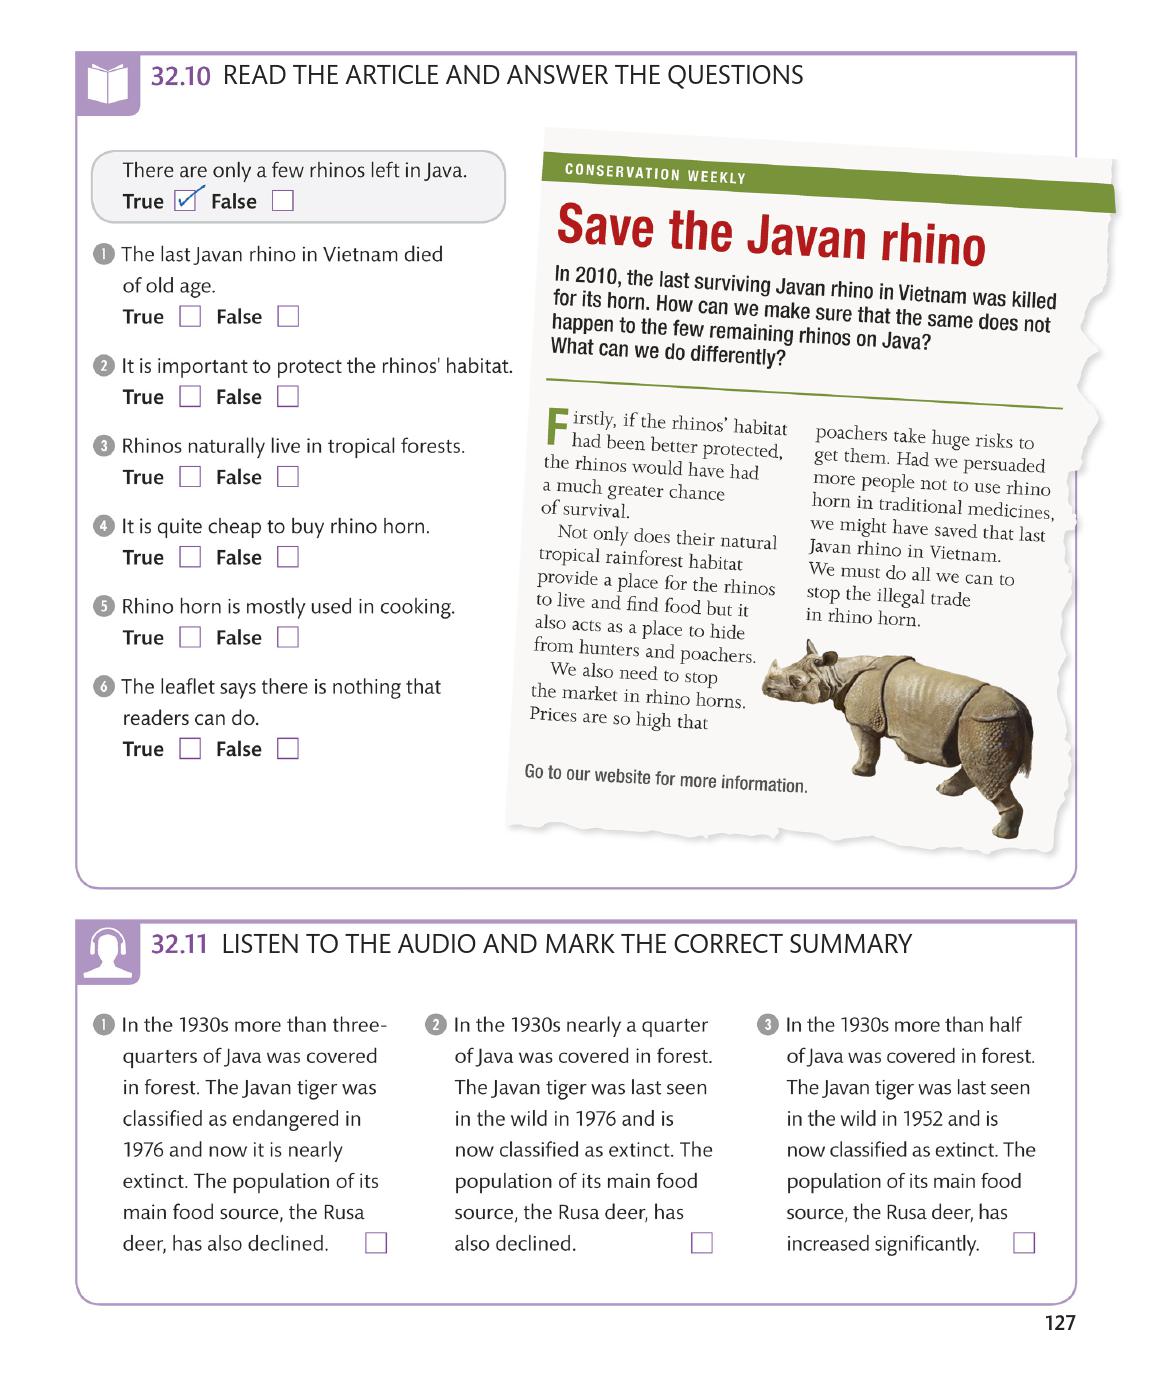 32.10 READ THE ARTICLE AND ANSWER THE QUESTIONS
There are only a few rhinos left in Java.
True False
1 The last Javan rhino in Vietnam died
of old age.
True False
2 It is important to protect the rhinos' habitat.
True False
3 Rhinos naturally live in tropical forests.
True False
4 It is quite cheap to buy rhino horn.
True False
5 Rhino horn is mostly used in cooking.
True False
6 The leaflet says there is nothing that
readers can do.
True False
CONSERVATION WEEKLY
Save the Javan rhino
In 2010, the last surviving Javan rhino in Vietnam was killed
for its horn. How can we make sure that the same does not
happen to the few remaining rhinos on Java?
What can we do differently?
Firstly, if the rhinos’ habitat
had been better protected,
the rhinos would have had
a much greater chance
of survival.
Not only does their natural
tropical rainforest habitat
provide a place for the rhinos
to live and find food but it
also acts as a place to hide
from hunters and poachers.
We also need to stop
the market in rhino horns.
Prices are so high that
poachers take huge risks to
get them. Had we persuaded
more people not to use rhino
horn in traditional medicines,
we might have saved that last
Javan rhino in Vietnam.
We must do all we can to
stop the illegal trade
in rhino horn.
Go to our website for more information.
32.11 LISTEN TO THE AUDIO AND MARK THE CORRECT SUMMARY
1 In the 1930s more than three-
quarters of Java was covered
in forest. The Javan tiger was
classified as endangered in
1976 and now it is nearly
extinct. The population of its
main food source, the Rusa
deer, has also declined.
2 In the 1930s nearly a quarter
of Java was covered in forest.
The Javan tiger was last seen
in the wild in 1976 and is
now classified as extinct. The
population of its main food
source, the Rusa deer, has
also declined.
3 In the 1930s more than half
of Java was covered in forest.
The Javan tiger was last seen
in the wild in 1952 and is
now classified as extinct. The
population of its main food
source, the Rusa deer, has
increased significantly.
127